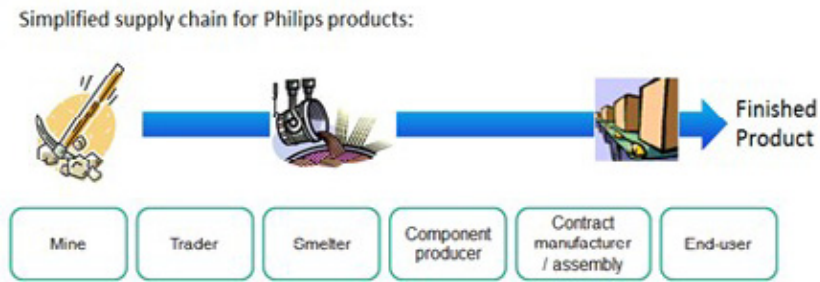 Simplified supply chain for Philips products:
Finished
Product
Mine
Trader
Smelter
Component
producer
Contract
manufacturer
/ assembly
End-user